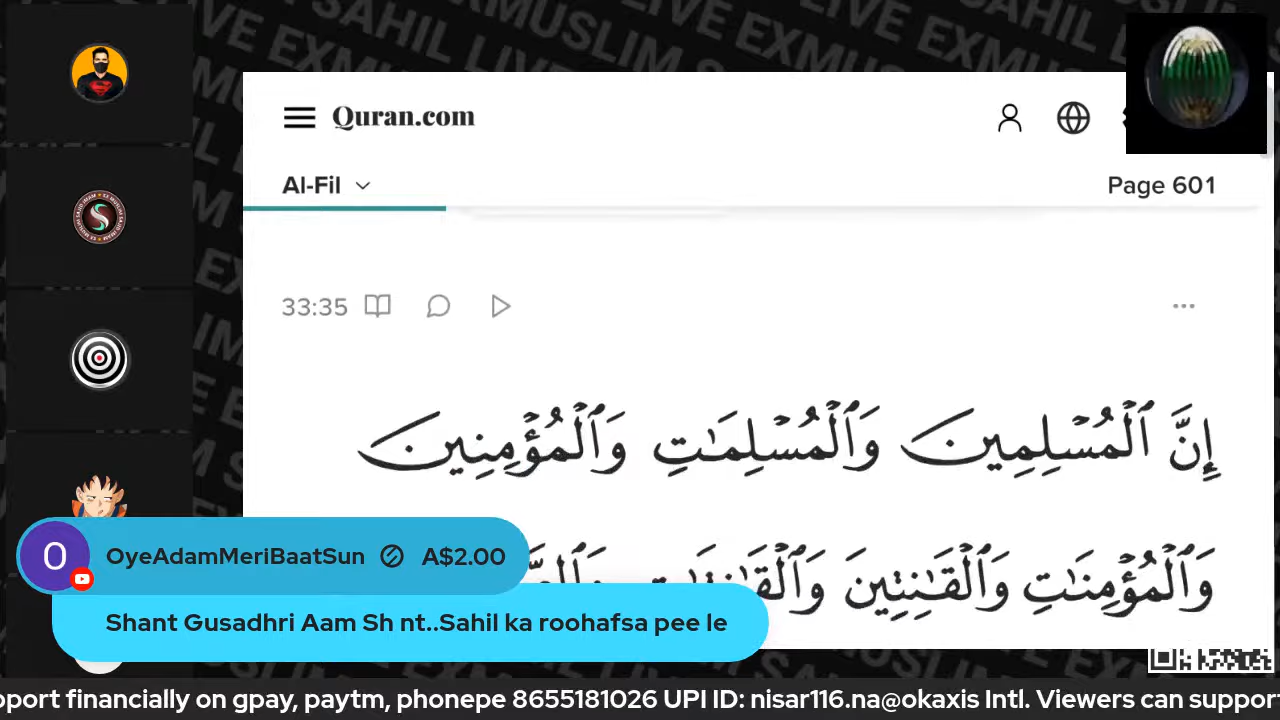 Quran.com
Al-Fil
Page 601
33:35
إِنَّ ٱلْمُسْلِمِينَ وَٱلْمُسْلِمَـٰتِ وَٱلْمُؤْمِنِينَ
وَٱلْمُؤْمِنَـٰتِ وَٱلْقَـٰنِتِينَ
OyeAdamMeriBaatSun A$2.00
Shant Gusadhri Aam Sh nt..Sahil ka roohafsa pee le
pport financially on gpay, paytm, phonepe 8655181026 UPI ID: nisar116.na@okaxis Intl. Viewers can support